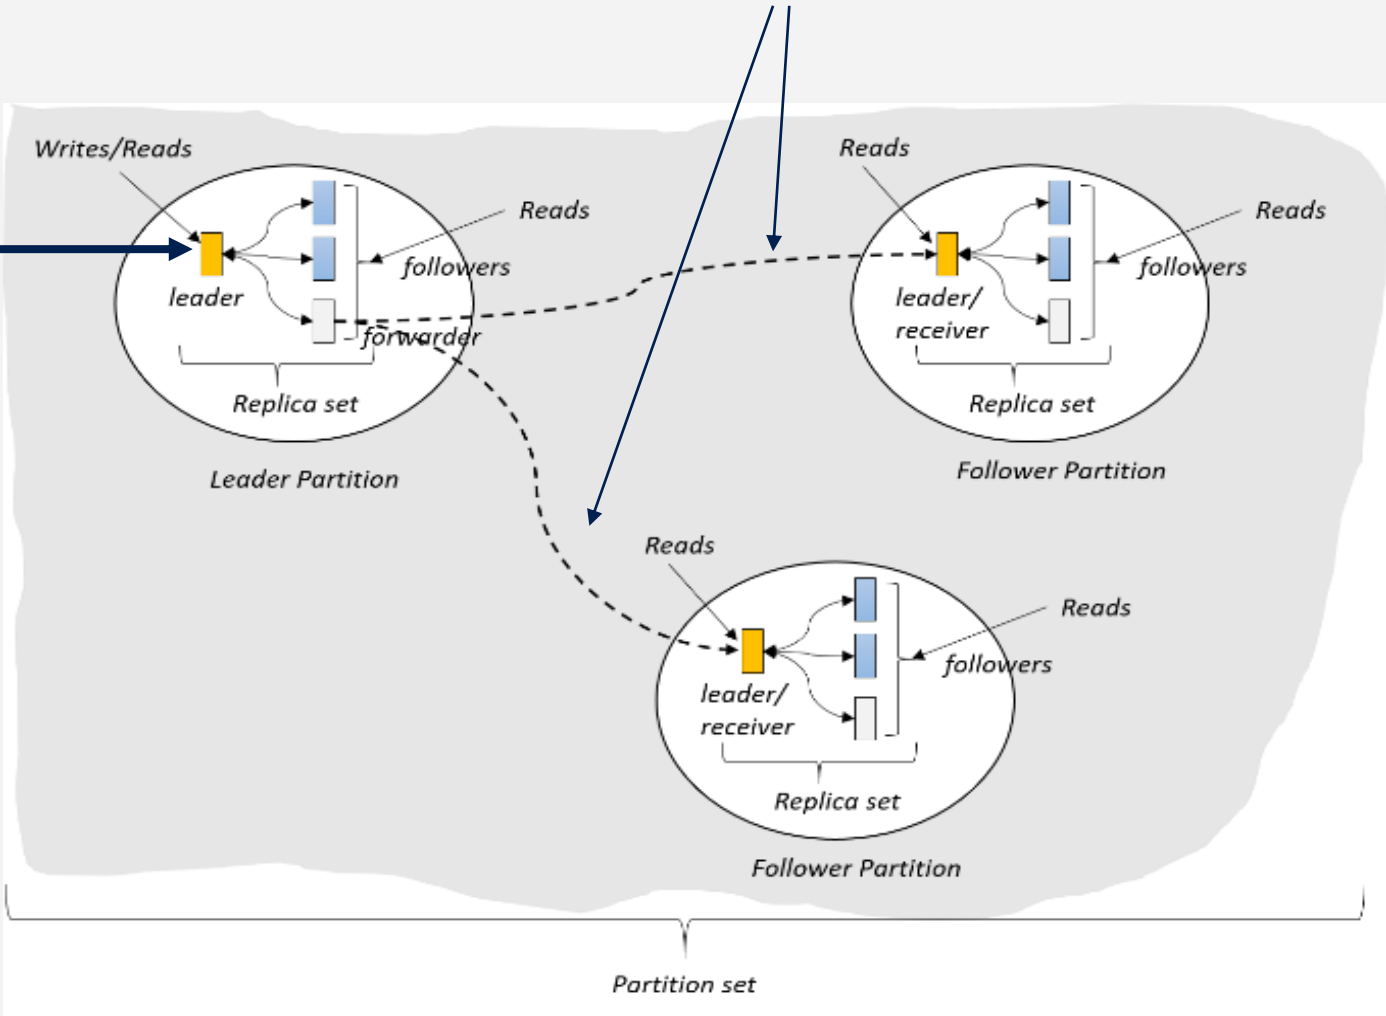 Writes/Reads
Reads
followers
leader
forwarder
Replica set
Leader Partition
Reads
Reads
followers
leader/
receiver
Replica set
Follower Partition
Reads
Reads
followers
leader/
receiver
Replica set
Follower Partition
Partition set